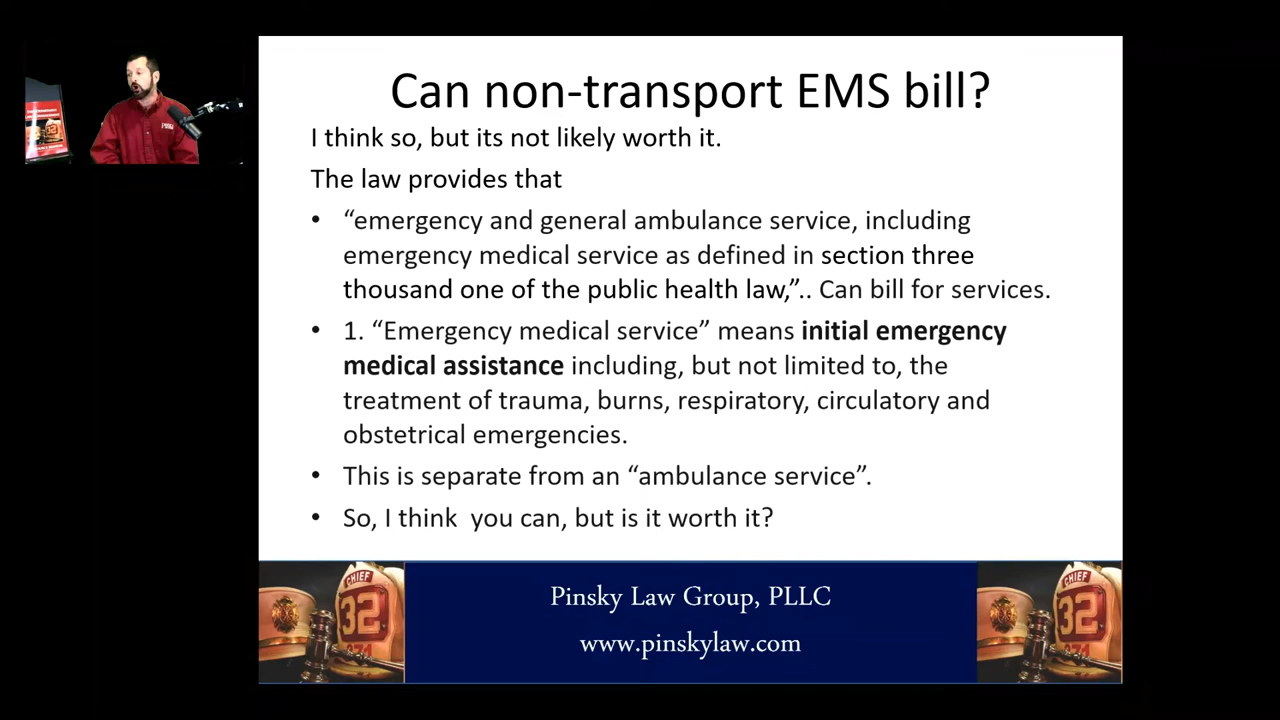 Can non-transport EMS bill?
I think so, but its not likely worth it.
The law provides that
• “emergency and general ambulance service, including
emergency medical service as defined in section three
thousand one of the public health law,”.. Can bill for services.
• 1. “Emergency medical service” means initial emergency
medical assistance including, but not limited to, the
treatment of trauma, burns, respiratory, circulatory and
obstetrical emergencies.
• This is separate from an “ambulance service”.
• So, I think you can, but is it worth it?
CHIEF
32
371
Pinsky Law Group, PLLC
www.pinskylaw.com
CHIEF
32
371